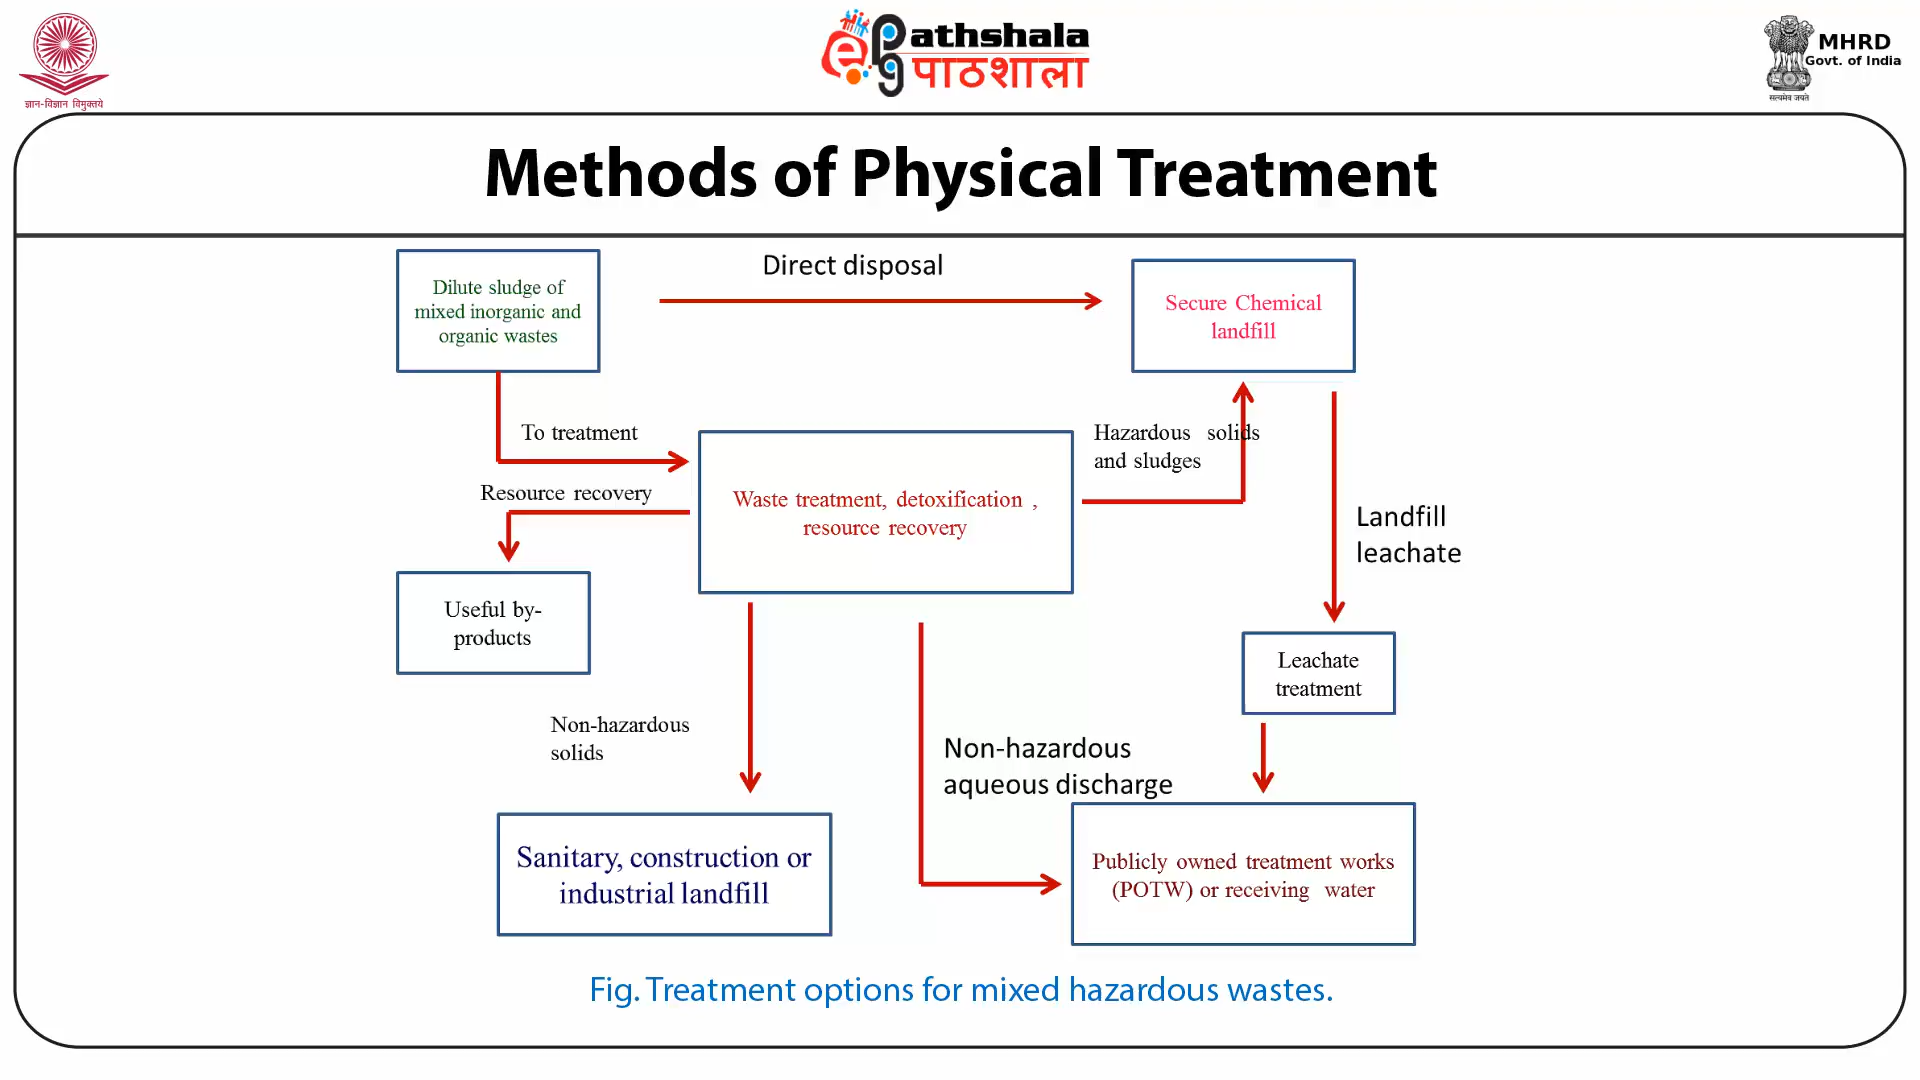 ज्ञान-विज्ञान विमुक्तये
ePathshala
पाठशाला
MHRD
Govt. of India
सत्यमेव जयते
Methods of Physical Treatment
Dilute sludge of
mixed inorganic and
organic wastes
Direct disposal
Secure Chemical
landfill
To treatment
Hazardous solids
and sludges
Resource recovery
Waste treatment, detoxification ,
resource recovery
Landfill
leachate
Useful by-
products
Leachate
treatment
Non-hazardous
solids
Non-hazardous
aqueous discharge
Sanitary, construction or
industrial landfill
Publicly owned treatment works
(POTW) or receiving water
Fig. Treatment options for mixed hazardous wastes.